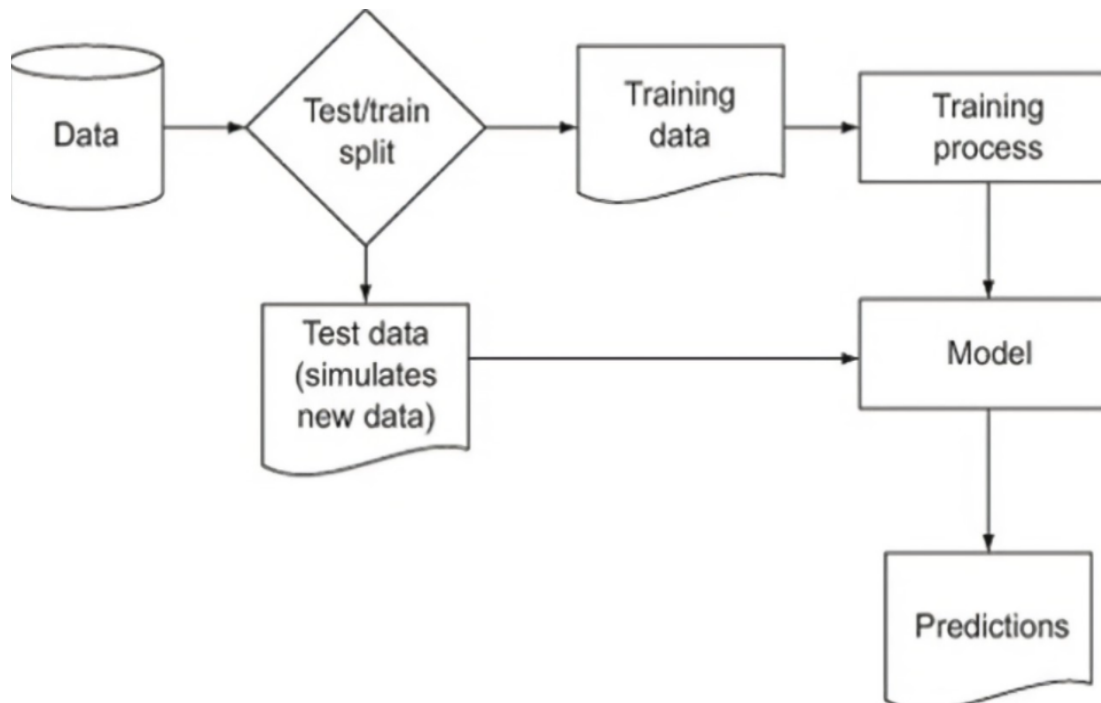 Data
Test/train
split
Training
data
Training
process
Test data
(simulates
new data)
Model
Predictions